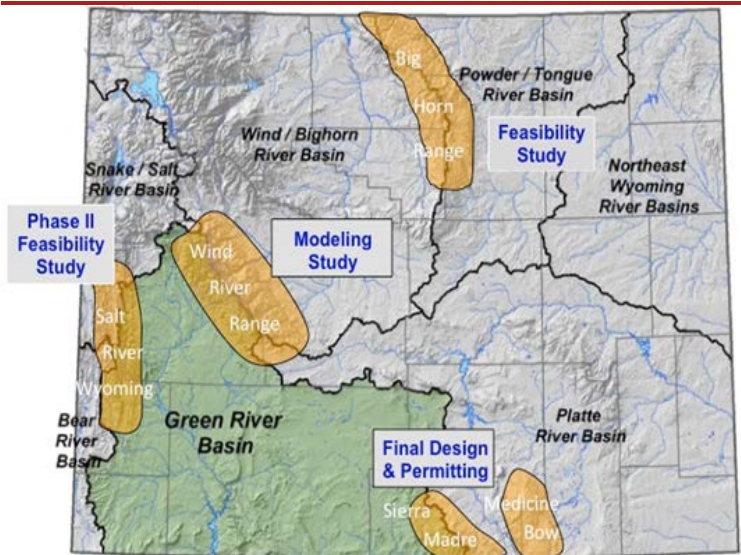 Big
Horn
Range
Powder / Tongue
River Basin
Feasibility
Study
Wind / Bighorn
River Basin
Snake / Salt
River Basin
Northeast
Wyoming
River Basins
Phase II
Feasibility
Study
Wind
River
Range
Modeling
Study
Salt
River
Wyoming
Bear
River
Basin
Green River
Basin
Platte
River Basin
Final Design
& Permitting
Sierra
Madre
Medicine
Bow